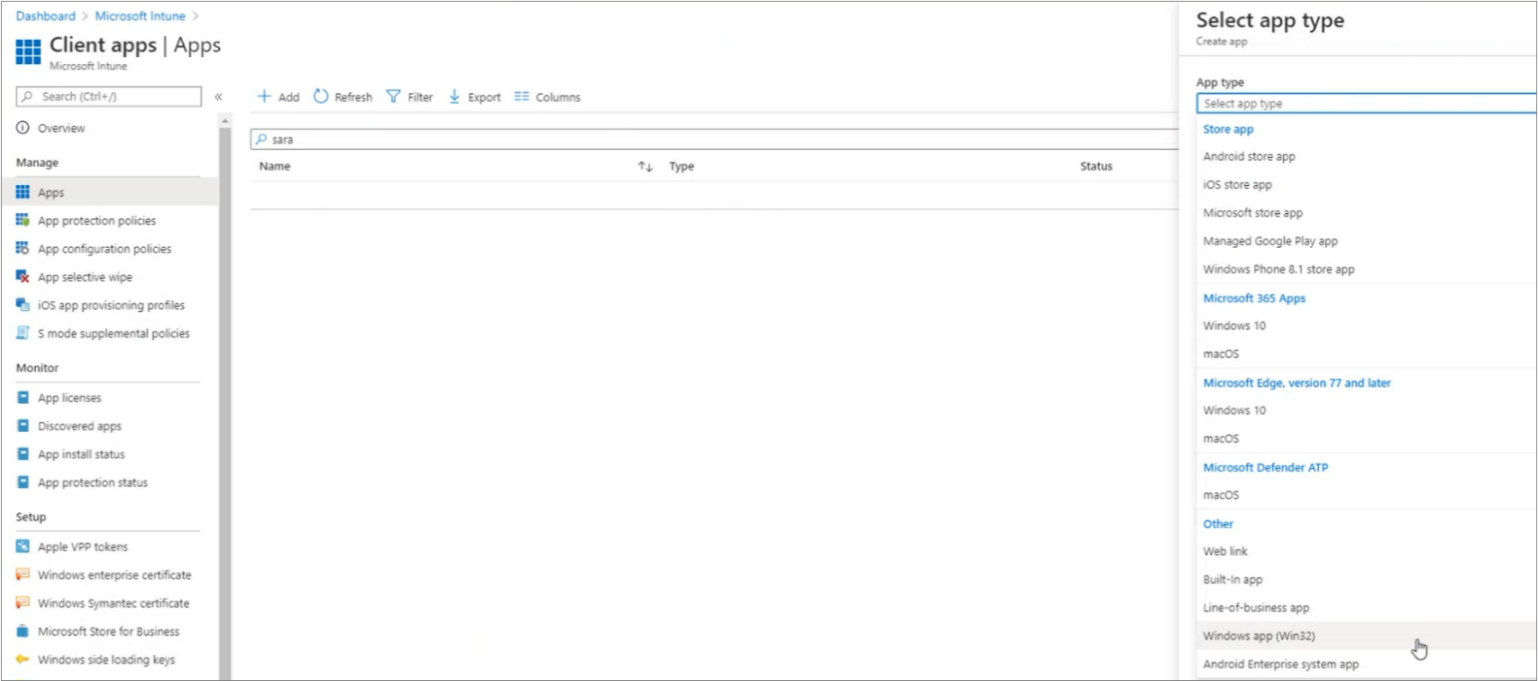 Dashboard > Microsoft Intune >
Client apps | Apps
Microsoft Intune
Search (Ctrl+/)
«
Overview
Manage
Apps
App protection policies
App configuration policies
App selective wipe
iOS app provisioning profiles
S mode supplemental policies
Monitor
App licenses
Discovered apps
App install status
App protection status
Setup
Apple VPP tokens
Windows enterprise certificate
Windows Symantec certificate
Microsoft Store for Business
Windows side loading keys
Add Refresh Filter Export Columns
sara
Name Type Status
Select app type
Create app
App type
Select app type
Store app
Android store app
iOS store app
Microsoft store app
Managed Google Play app
Windows Phone 8.1 store app
Microsoft 365 Apps
Windows 10
macOS
Microsoft Edge, version 77 and later
Windows 10
macOS
Microsoft Defender ATP
macOS
Other
Web link
Built-In app
Line-of-business app
Windows app (Win32)
Android Enterprise system app